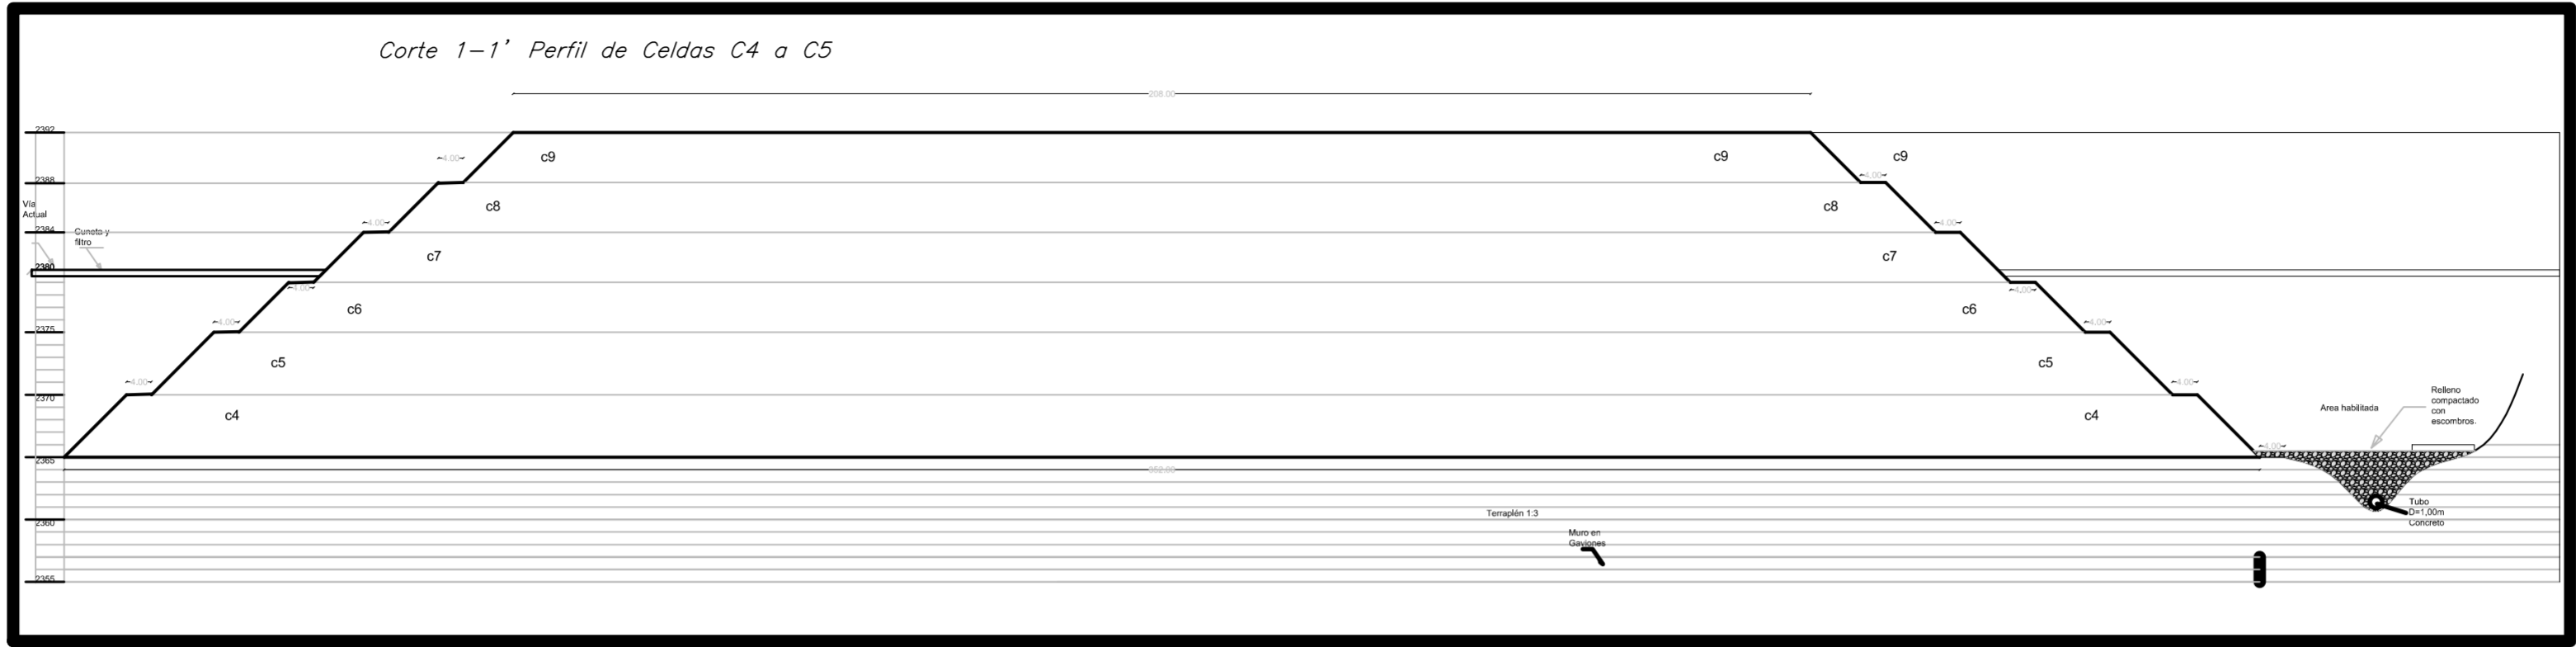 Corte 1-1' Perfil de Celdas C4 a C5
208.00
2392
4.00
c9
c9
c9
2388
4.00
Vía
Actual
4.00
c8
c8
4.00
2384
Cuneta y
filtro
c7
c7
2380
4.00
4.00
c6
c6
4.00
4.00
2375
c5
c5
4.00
4.00
2370
c4
c4
Area habilitada
Relleno
compactado
con
escombros.
4.00
2365
352.00
Terraplén 1:3
Tubo
D=1,00m
Concreto
2360
Muro en
Gaviones
2355